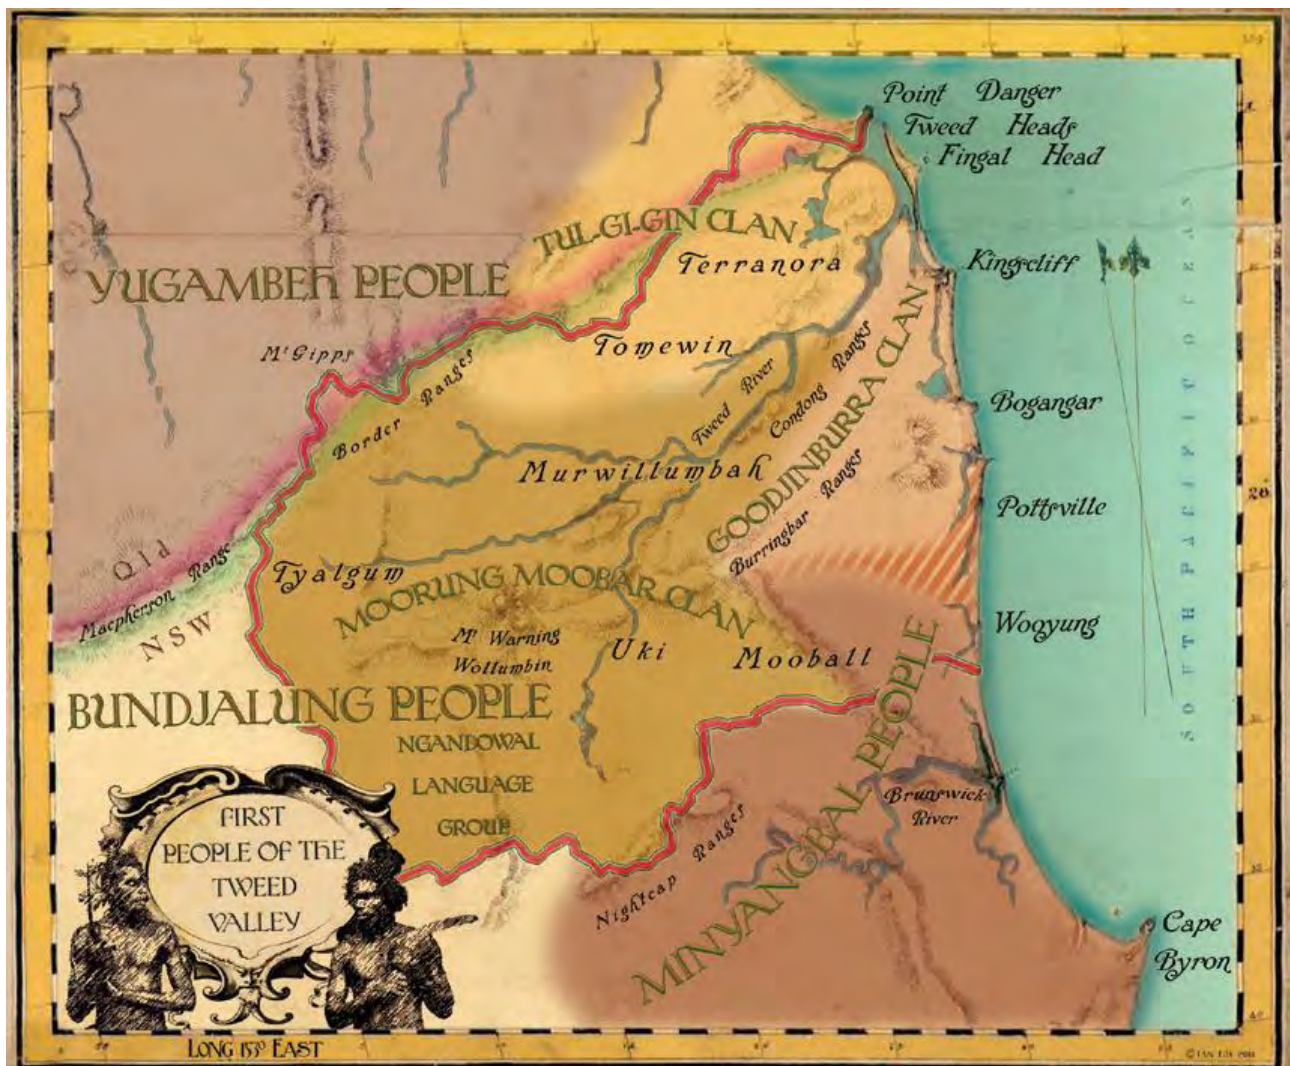 Point Danger
Tweed Heads
Fingal Head
TUL-GI-GIN CLAN
YUGAMBEH PEOPLE
Terranora
Kingscliff
SOUTH PACIFIC OCEAN
Mt Gipps
Tomewin
Border Ranges
Tweed River
Condong Ranges
GOODJINBURRA CLAN
Bogangar
Murwillumbah
Burringbar Ranges
Pottsville
28°
Qld
Macpherson Range
NSW
Tyalgum
MOORUNG MOOBAR CLAN
Mt Warning
Wollumbin
Uki
Mooball
Wooyung
BUNDJALUNG PEOPLE
NGANDOWAL
LANGUAGE
GROUP
MINYANGBAL PEOPLE
Brunswick
River
Nightcap Ranges
FIRST
PEOPLE OF THE
TWEED
VALLEY
Cape
Byron
LONG 153° EAST